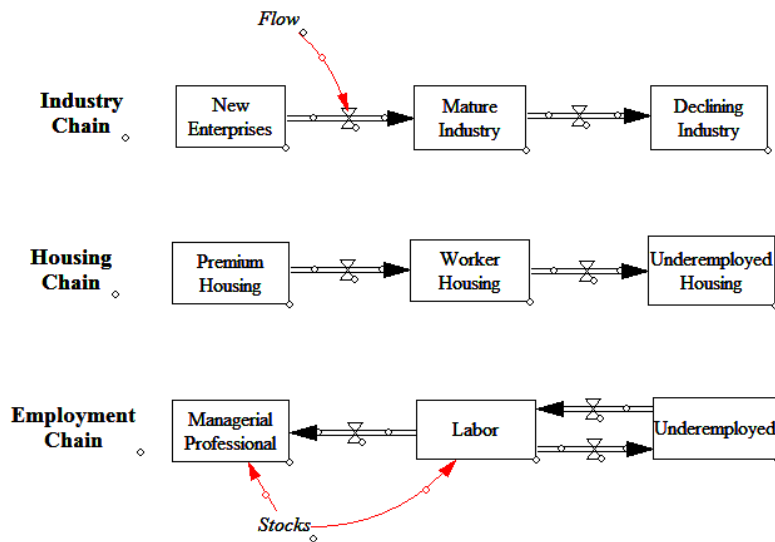 Flow
Industry
Chain
New
Enterprises
Mature
Industry
Declining
Industry
Housing
Chain
Premium
Housing
Worker
Housing
Underemployed
Housing
Employment
Chain
Managerial
Professional
Labor
Underemployed
Stocks